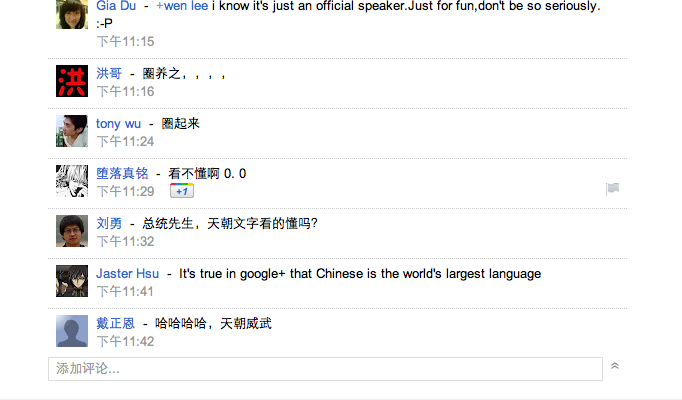 Gia Du - +wen lee i know it's just an official speaker.Just for fun,don't be so seriously.
:-P
下午11:15
洪
洪哥 - 圈养之，，，，
下午11:16
tony wu - 圈起来
下午11:24
堕落真铭 - 看不懂啊 0. 0
下午11:29 +1
刘勇 - 总统先生，天朝文字看的懂吗?
下午11:32
Jaster Hsu - It's true in google+ that Chinese is the world's largest language
下午11:41
戴正恩 - 哈哈哈哈，天朝威武
下午11:42
添加评论...